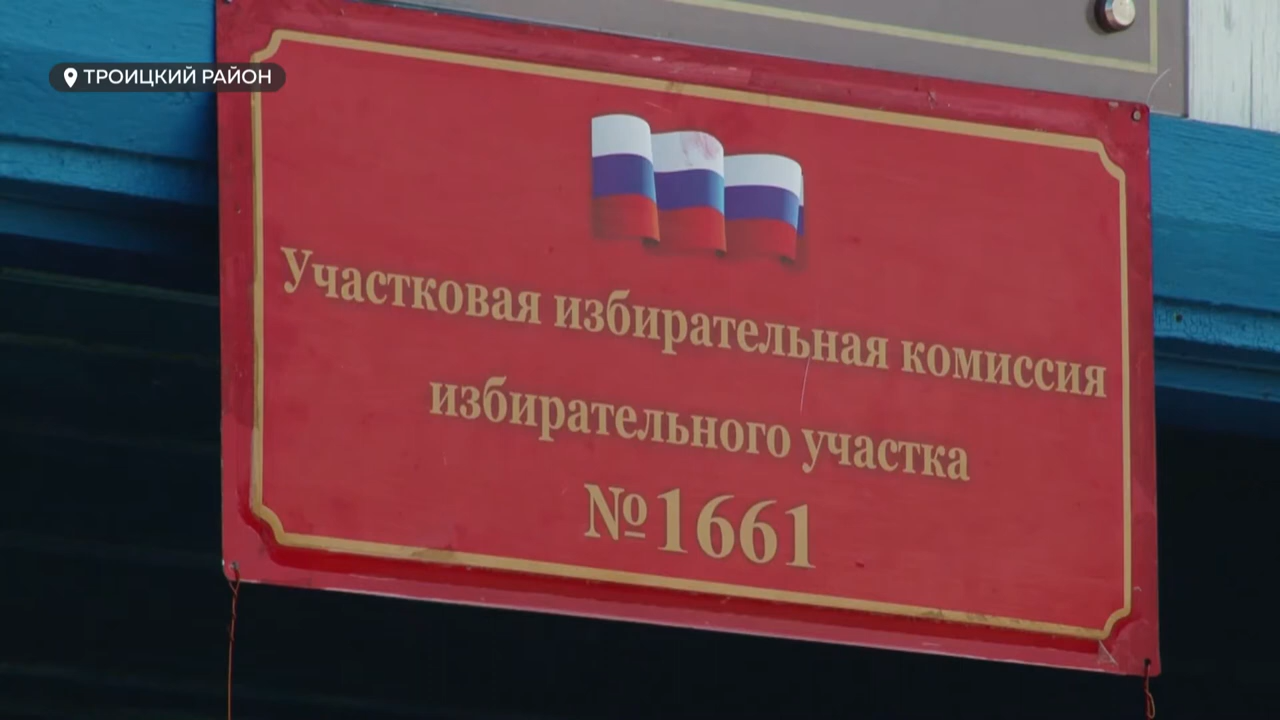 ТРОИЦКИЙ РАЙОН
Участковая избирательная комиссия
избирательного участка
№1661